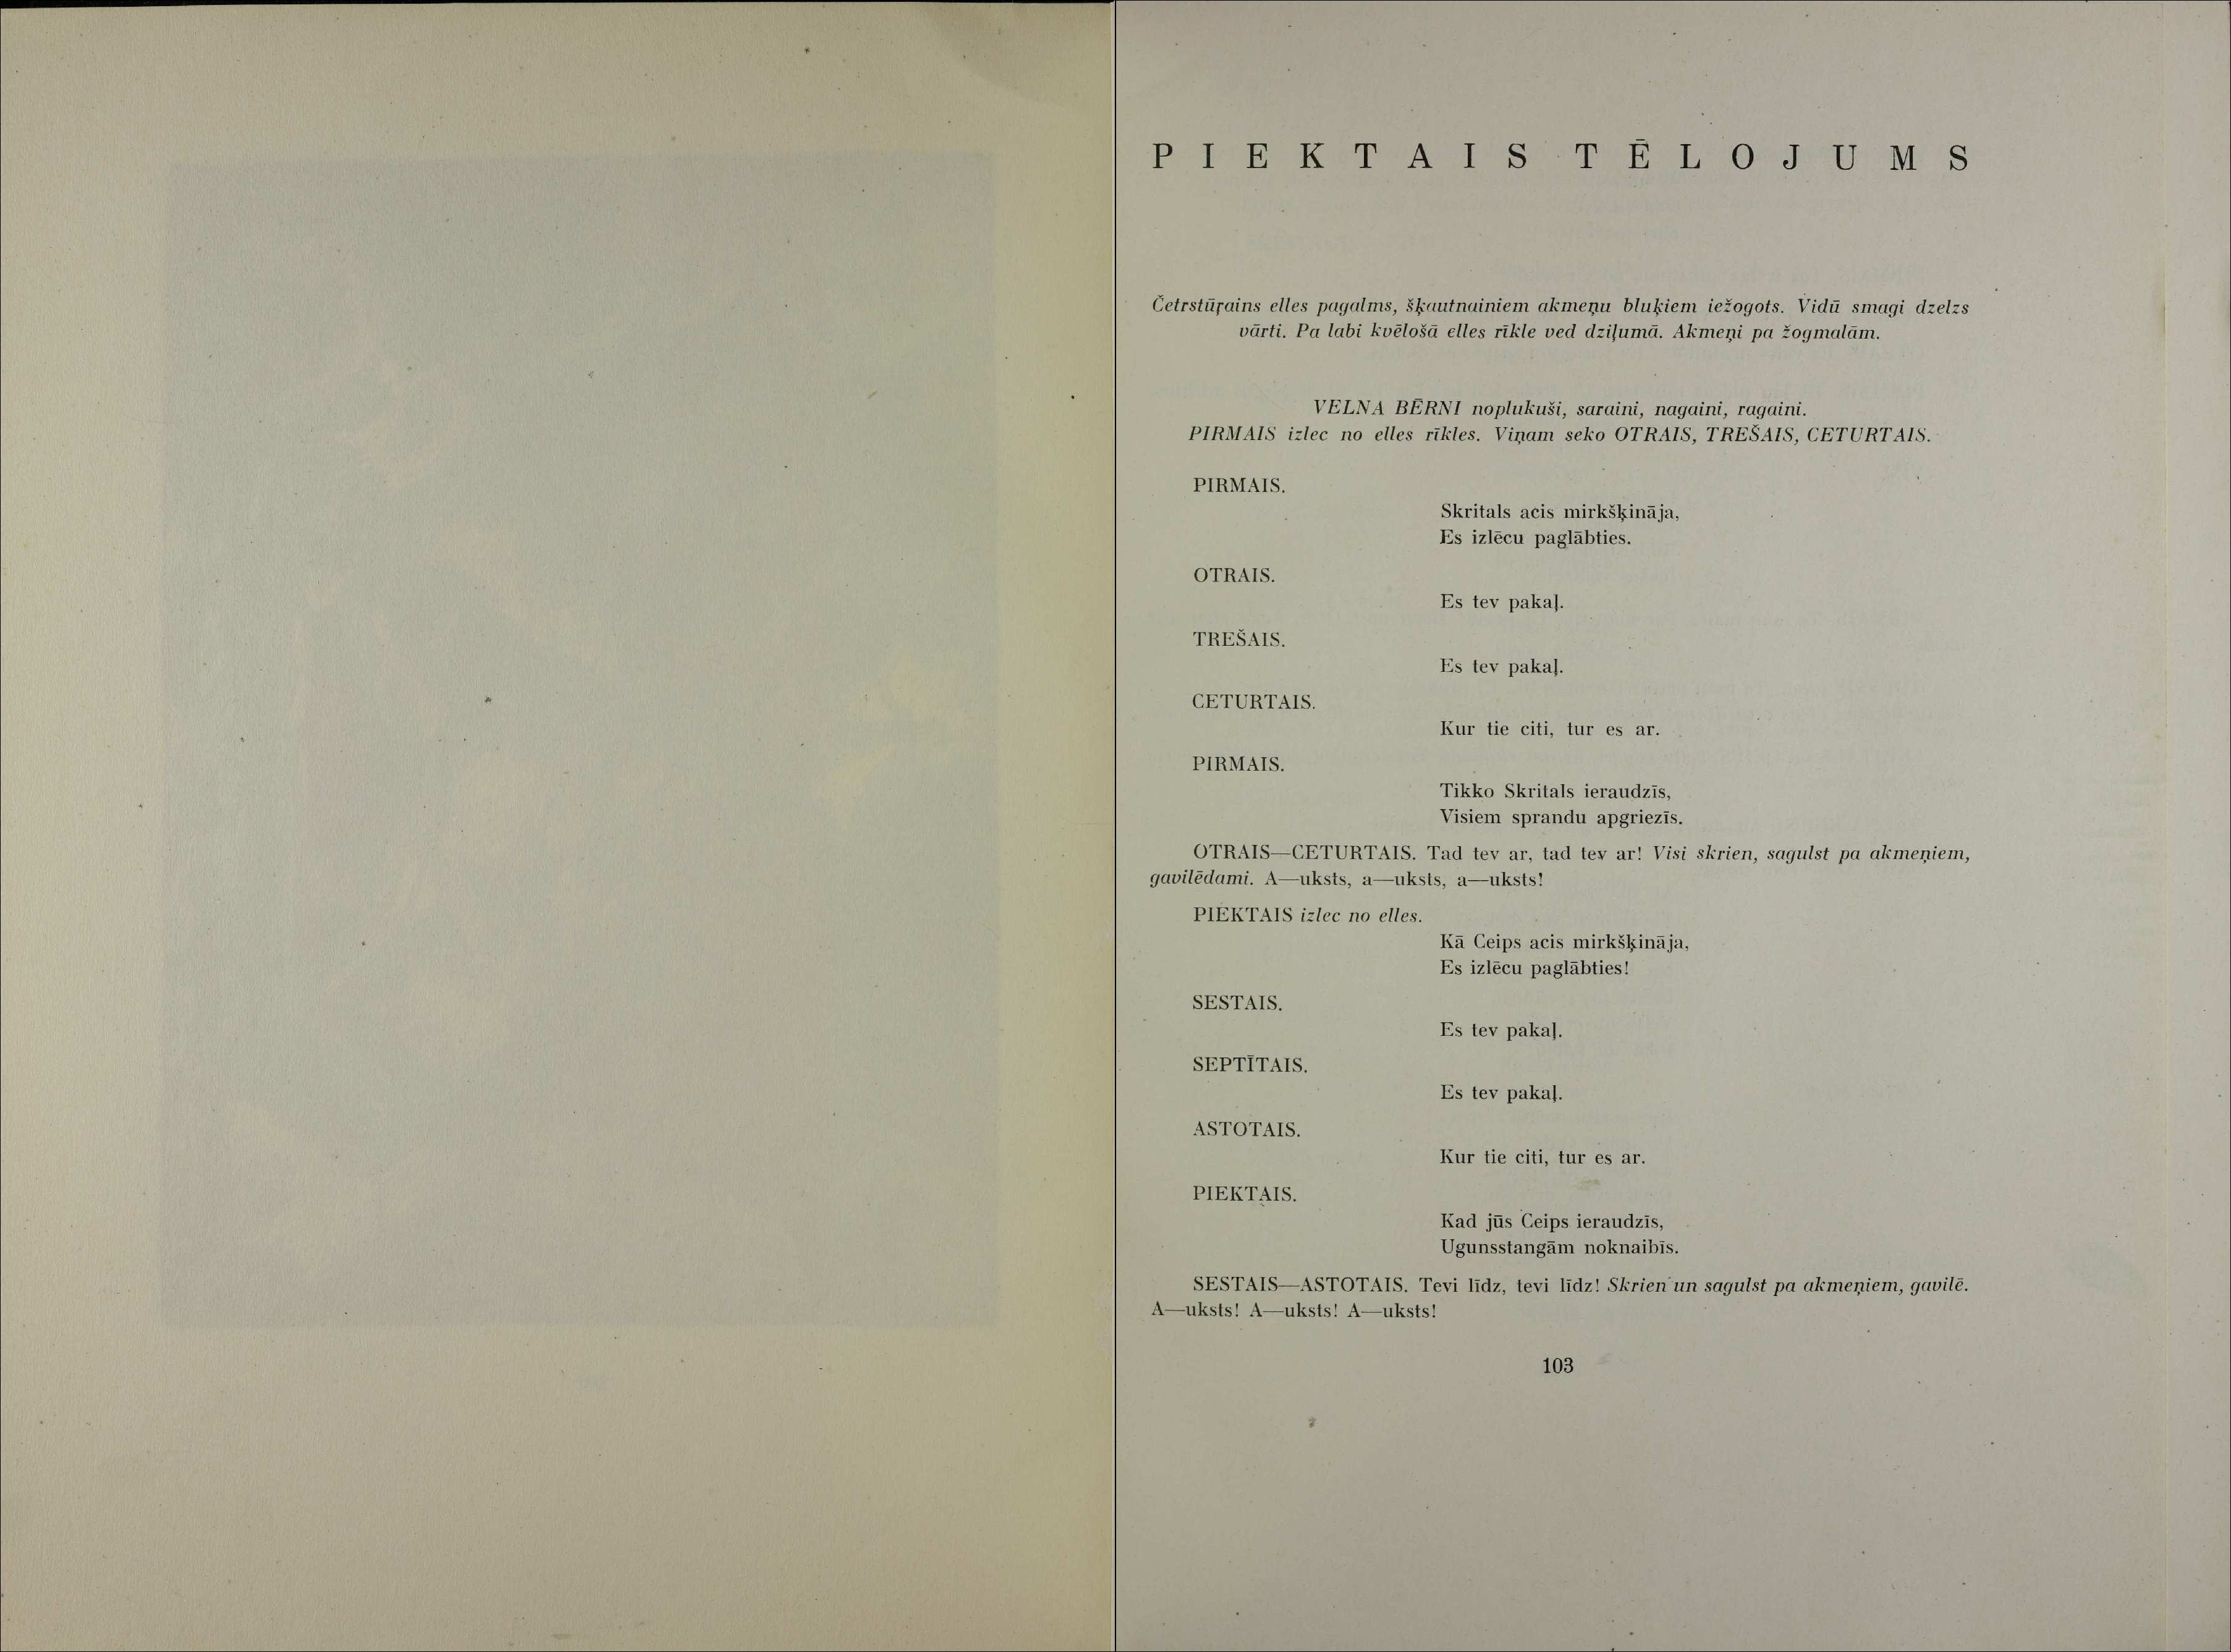 PIEKTAIS TĒLOJUMS
Četrstūŗains elles pagalms, šķautnainiem akmeņu bluķiem iežogots. Vidū smagi dzelzs
vārti. Pa labi kvēlošā elles rīkle ved dziļumā. Akmeņi pa žogmalām.
VELNA BĒRNI noplukuši, saraini, nagaini, ragaini.
PIRMAIS izlec no elles rīkles. Viņam seko OTRAIS, TREŠAIS, CETURTAIS.
PIRMAIS.
Skritals acis mirkšķināja,
Es izlēcu paglābties.
OTRAIS.
Es tev pakaļ.
TREŠAIS.
Es tev pakaļ.
CETURTAIS.
Kur tie citi, tur es ar.
PIRMAIS.
Tikko Skritals ieraudzīs,
Visiem sprandu apgriezīs.
OTRAIS—CETURTAIS. Tad tev ar, tad tev ar! Visi skrien, sagulst pa akmeņiem,
gavilēdami. A—uksts, a—uksts, a—uksts!
PIEKTAIS izlec no elles.
Kā Ceips acis mirkšķināja,
Es izlēcu paglābties!
SESTAIS.
Es tev pakaļ.
SEPTĪTAIS.
Es tev pakaļ.
ASTOTAIS.
Kur tie citi, tur es ar.
PIEKTAIS.
Kad jūs Ceips ieraudzīs,
Ugunsstangām noknaibīs.
SESTAIS—ASTOTAIS. Tevi līdz, tevi līdz! Skrien un sagulst pa akmeņiem, gavilē.
A—uksts! A—uksts! A—uksts!
103